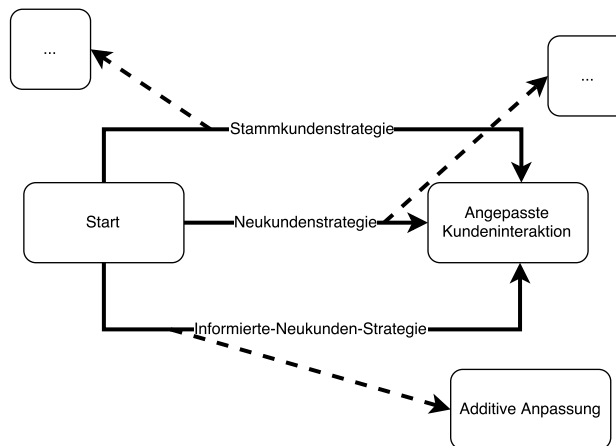 ...
...
Stammkundenstrategie
Start
Neukundenstrategie
Angepasste
Kundeninteraktion
Informierte-Neukunden-Strategie
Additive Anpassung